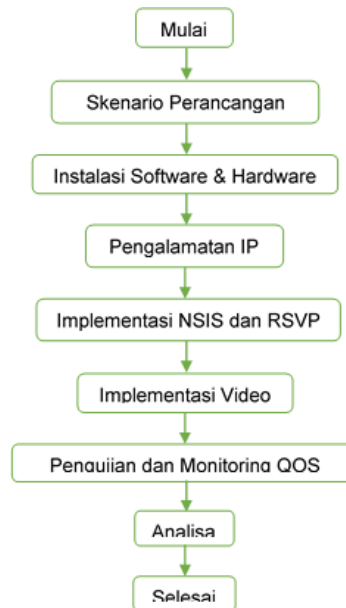 Mulai
Skenario Perancangan
Instalasi Software & Hardware
Pengalamatan IP
Implementasi NSIS dan RSVP
Implementasi Video
Pengujian dan Monitoring QOS
Analisa
Selesai